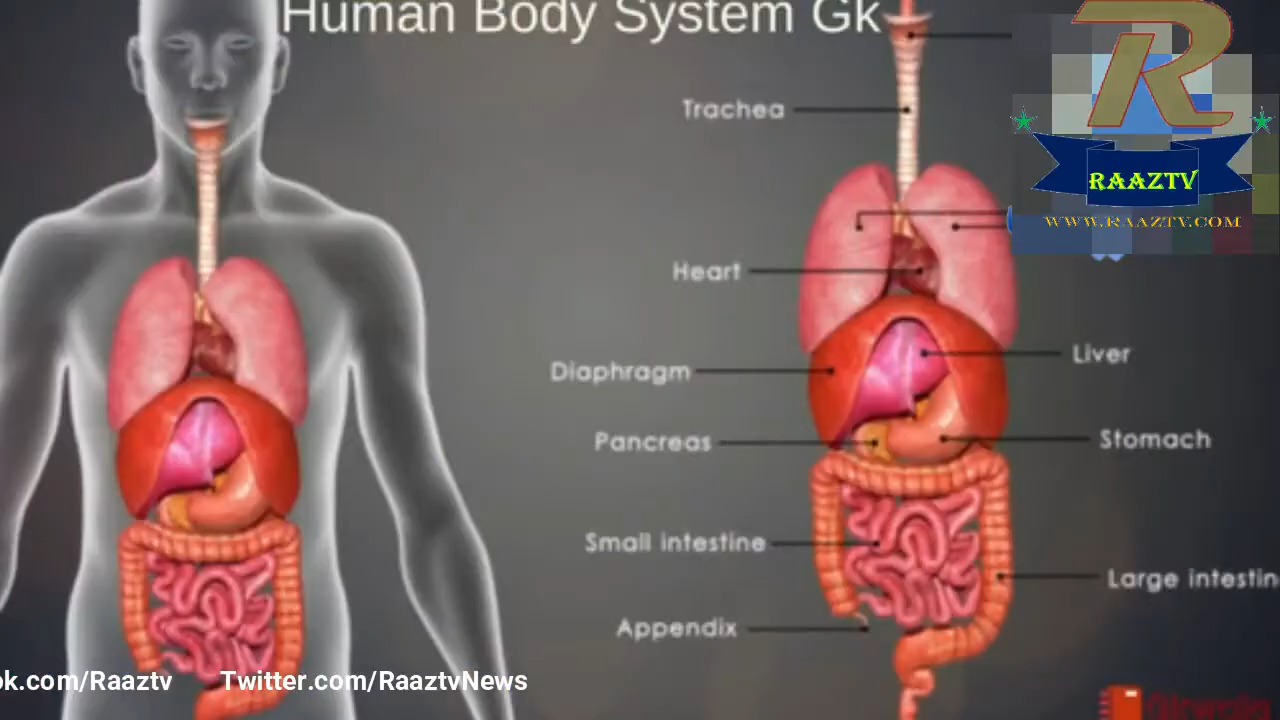 Human Body System Gk
R
Trachea
RAAZTV
WWW.RAAZTV.COM
Heart
Liver
Diaphragm
Stomach
Pancreas
Small intestine
Large intestin
Appendix
ok.com/Raaztv
Twitter.com/RaaztvNews